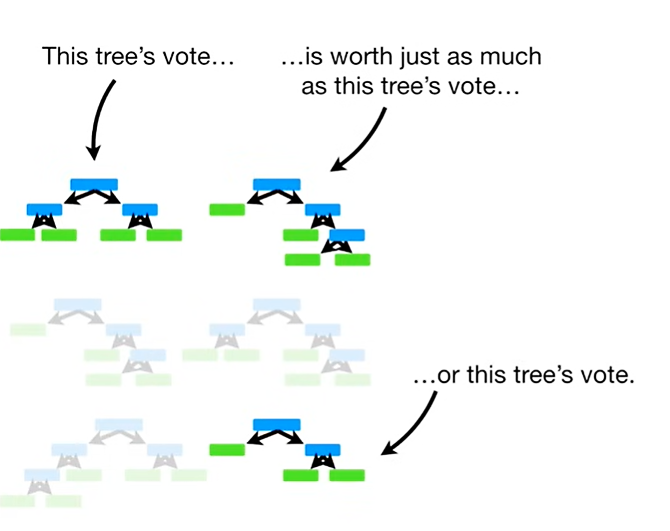 This tree's vote…
…is worth just as much
as this tree's vote…
…or this tree's vote.